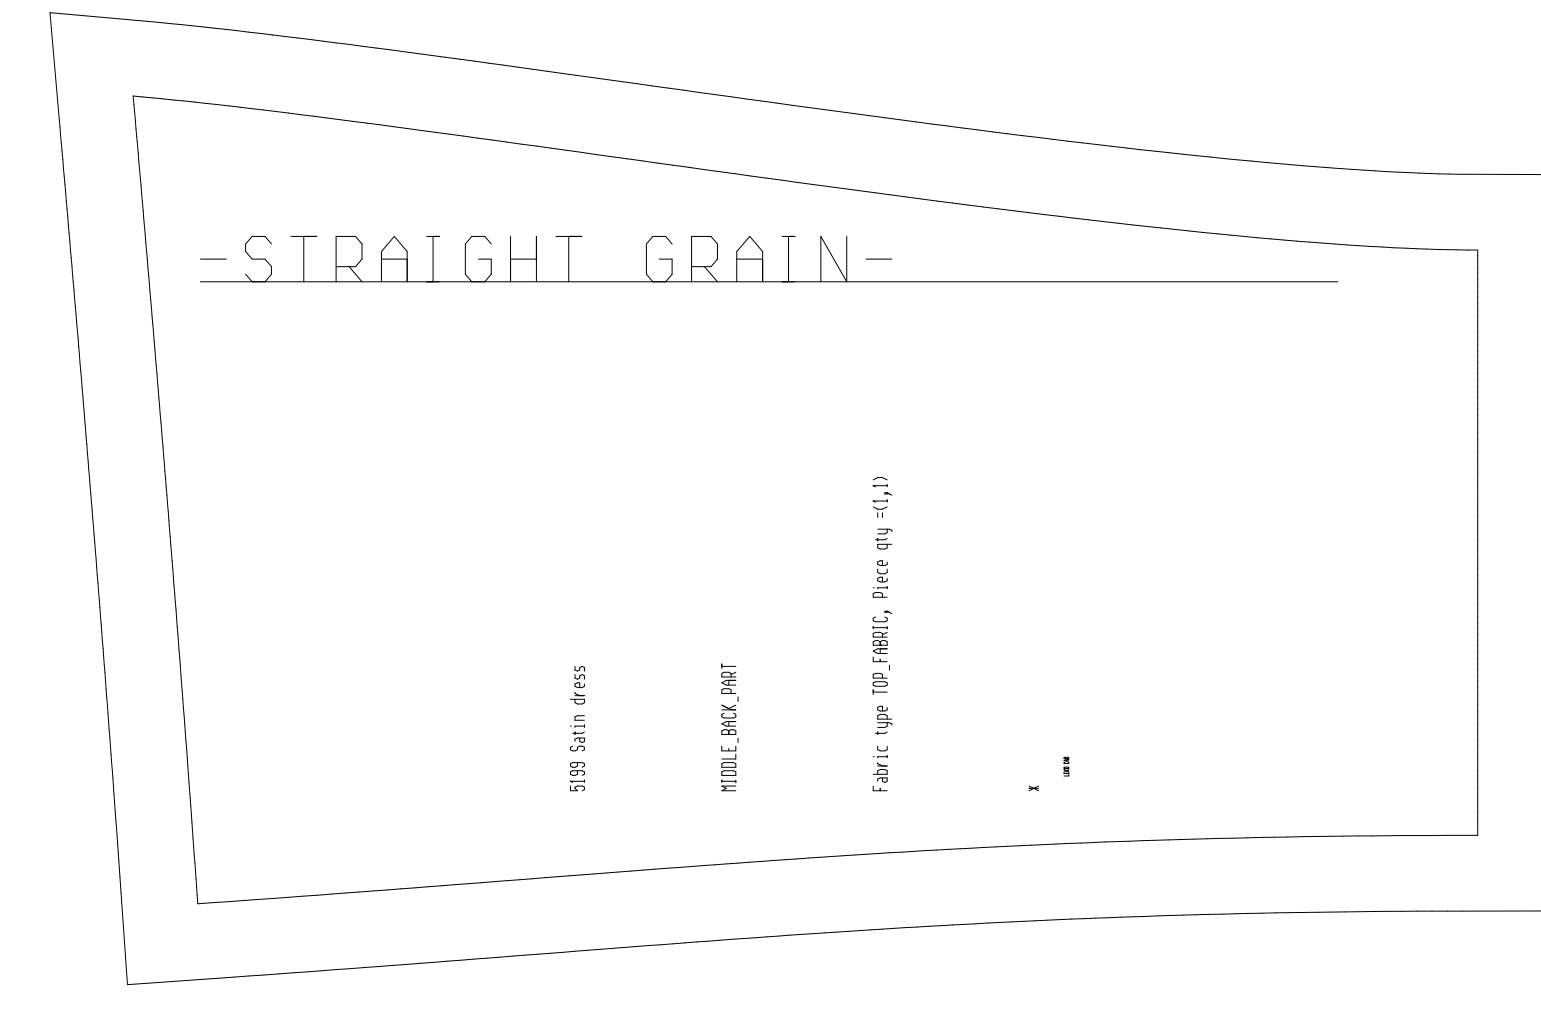 -STRAIGHT GRAIN-
5199 Satin dress
MIDDLE_BACK_PART
Fabric type TOP_FABRIC, Piece qty =(1,1)
X